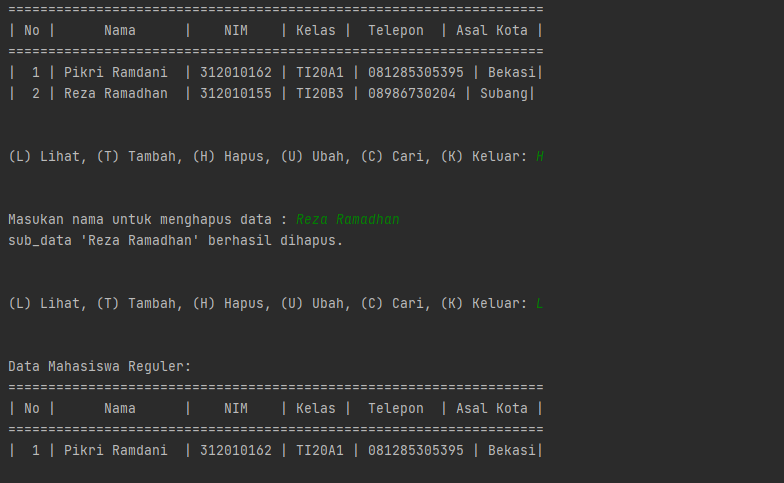 ===================================================================
| No |      Nama      |    NIM    | Kelas |  Telepon  | Asal Kota |
===================================================================
|  1 | Pikri Ramdani  | 312010162 | TI20A1 | 081285305395 | Bekasi|
|  2 | Reza Ramadhan  | 312010155 | TI20B3 | 08986730204 | Subang|
(L) Lihat, (T) Tambah, (H) Hapus, (U) Ubah, (C) Cari, (K) Keluar: H
Masukan nama untuk menghapus data : Reza Ramadhan
sub_data 'Reza Ramadhan' berhasil dihapus.
(L) Lihat, (T) Tambah, (H) Hapus, (U) Ubah, (C) Cari, (K) Keluar: L
Data Mahasiswa Reguler:
===================================================================
| No |      Nama      |    NIM    | Kelas |  Telepon  | Asal Kota |
===================================================================
|  1 | Pikri Ramdani  | 312010162 | TI20A1 | 081285305395 | Bekasi|